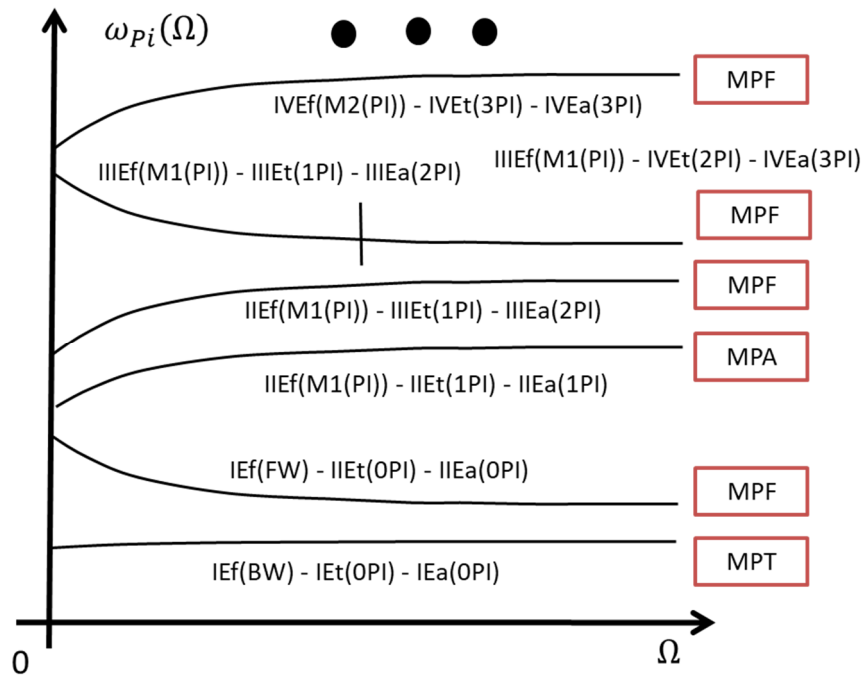 ω_{Pi}(Ω)
MPF
IVEf(M2(PI)) - IVEt(3PI) - IVEa(3PI)
IIIEf(M1(PI)) - IIIEt(1PI) - IIIEa(2PI)
IIIEf(M1(PI)) - IVEt(2PI) - IVEa(3PI)
MPF
MPF
IIEf(M1(PI)) - IIIEt(1PI) - IIIEa(2PI)
MPA
IIEf(M1(PI)) - IIEt(1PI) - IIEa(1PI)
IEf(FW) - IIEt(0PI) - IIEa(0PI)
MPF
MPT
IEf(BW) - IEt(0PI) - IEa(0PI)
0
Ω